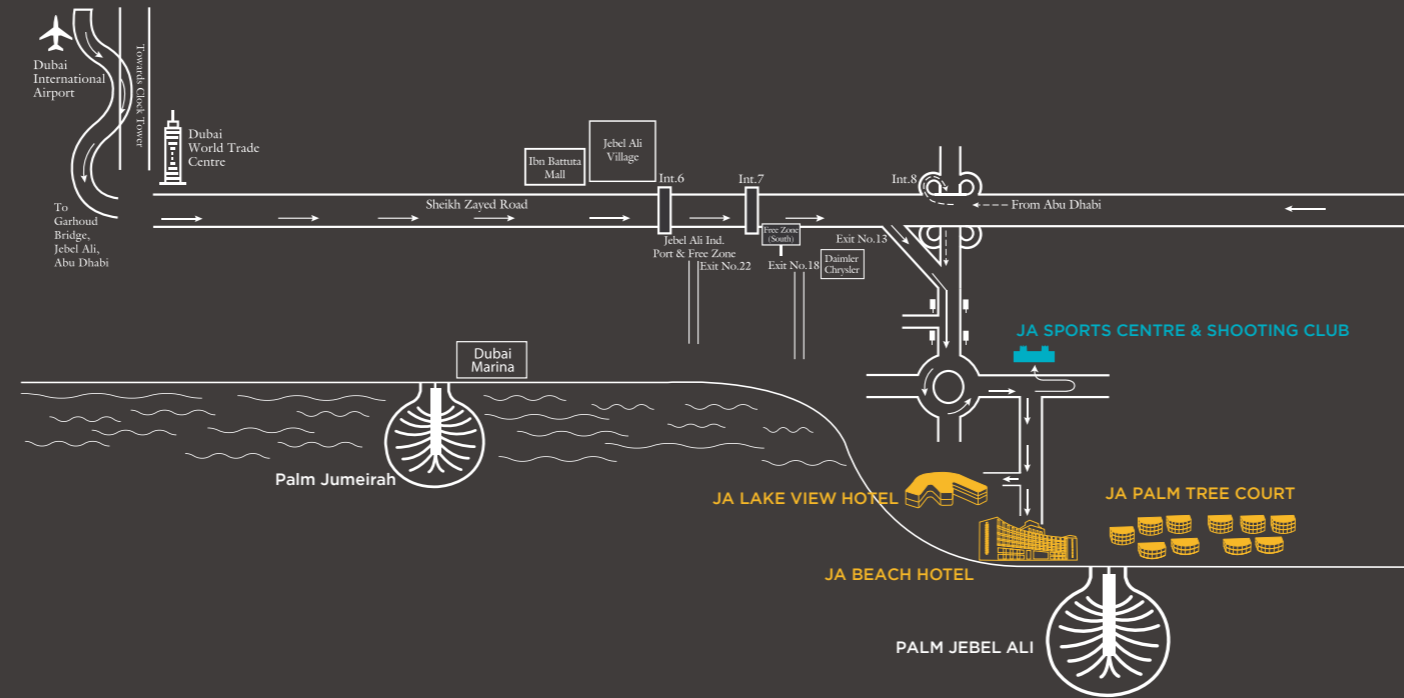 Dubai
International
Airport
Towards Clock Tower
Dubai
World Trade
Centre
To
Garhoud
Bridge,
Jebel Ali,
Abu Dhabi
Sheikh Zayed Road
Ibn Battuta
Mall
Jebel Ali
Village
Int.6
Int.7
Int.8
From Abu Dhabi
Jebel Ali Ind.
Port & Free Zone
Exit No.22
Free Zone
(South)
Exit No.18
Daimler
Chrysler
Exit No.13
JA SPORTS CENTRE & SHOOTING CLUB
Dubai
Marina
Palm Jumeirah
JA LAKE VIEW HOTEL
JA PALM TREE COURT
JA BEACH HOTEL
PALM JEBEL ALI